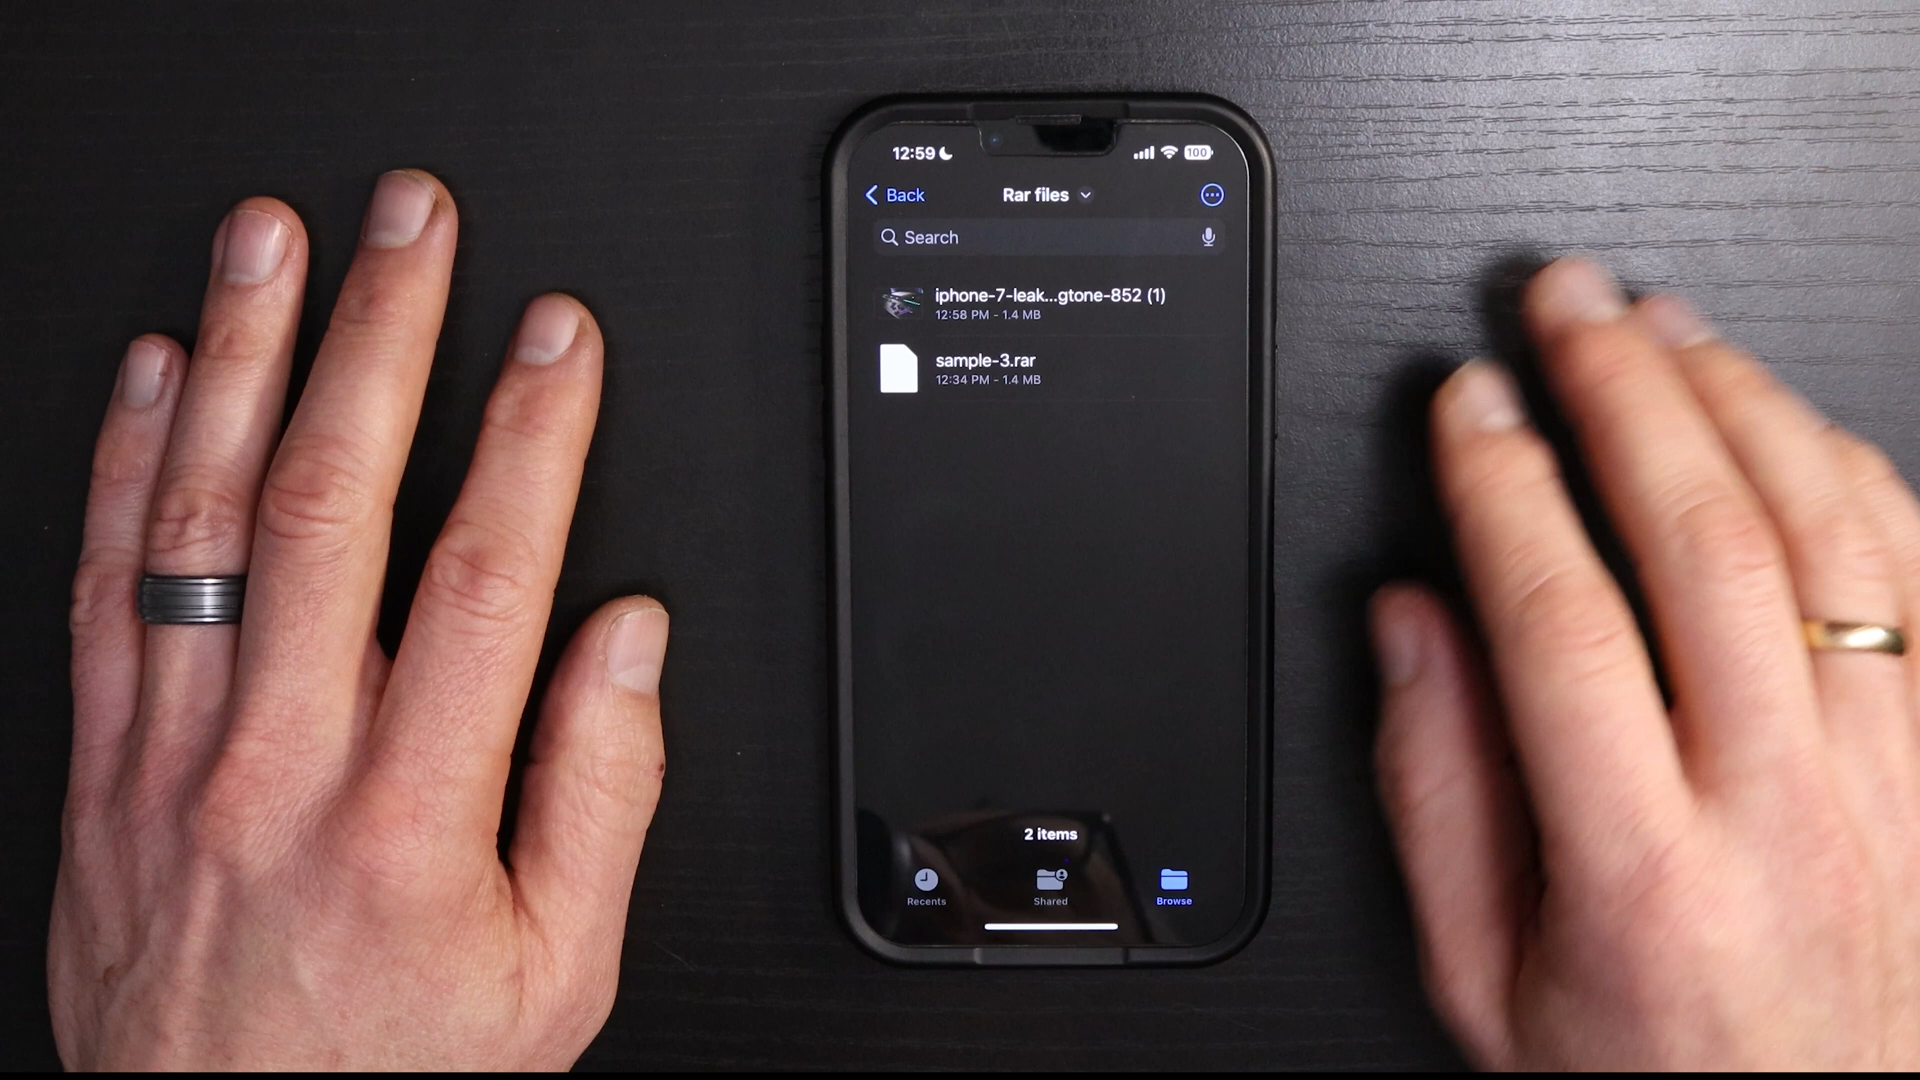 12:59
100
Back
Rar files
Search
iphone-7-leak...gtone-852 (1)
12:58 PM - 1.4 MB
sample-3.rar
12:34 PM - 1.4 MB
2 items
Recents
Shared
Browse